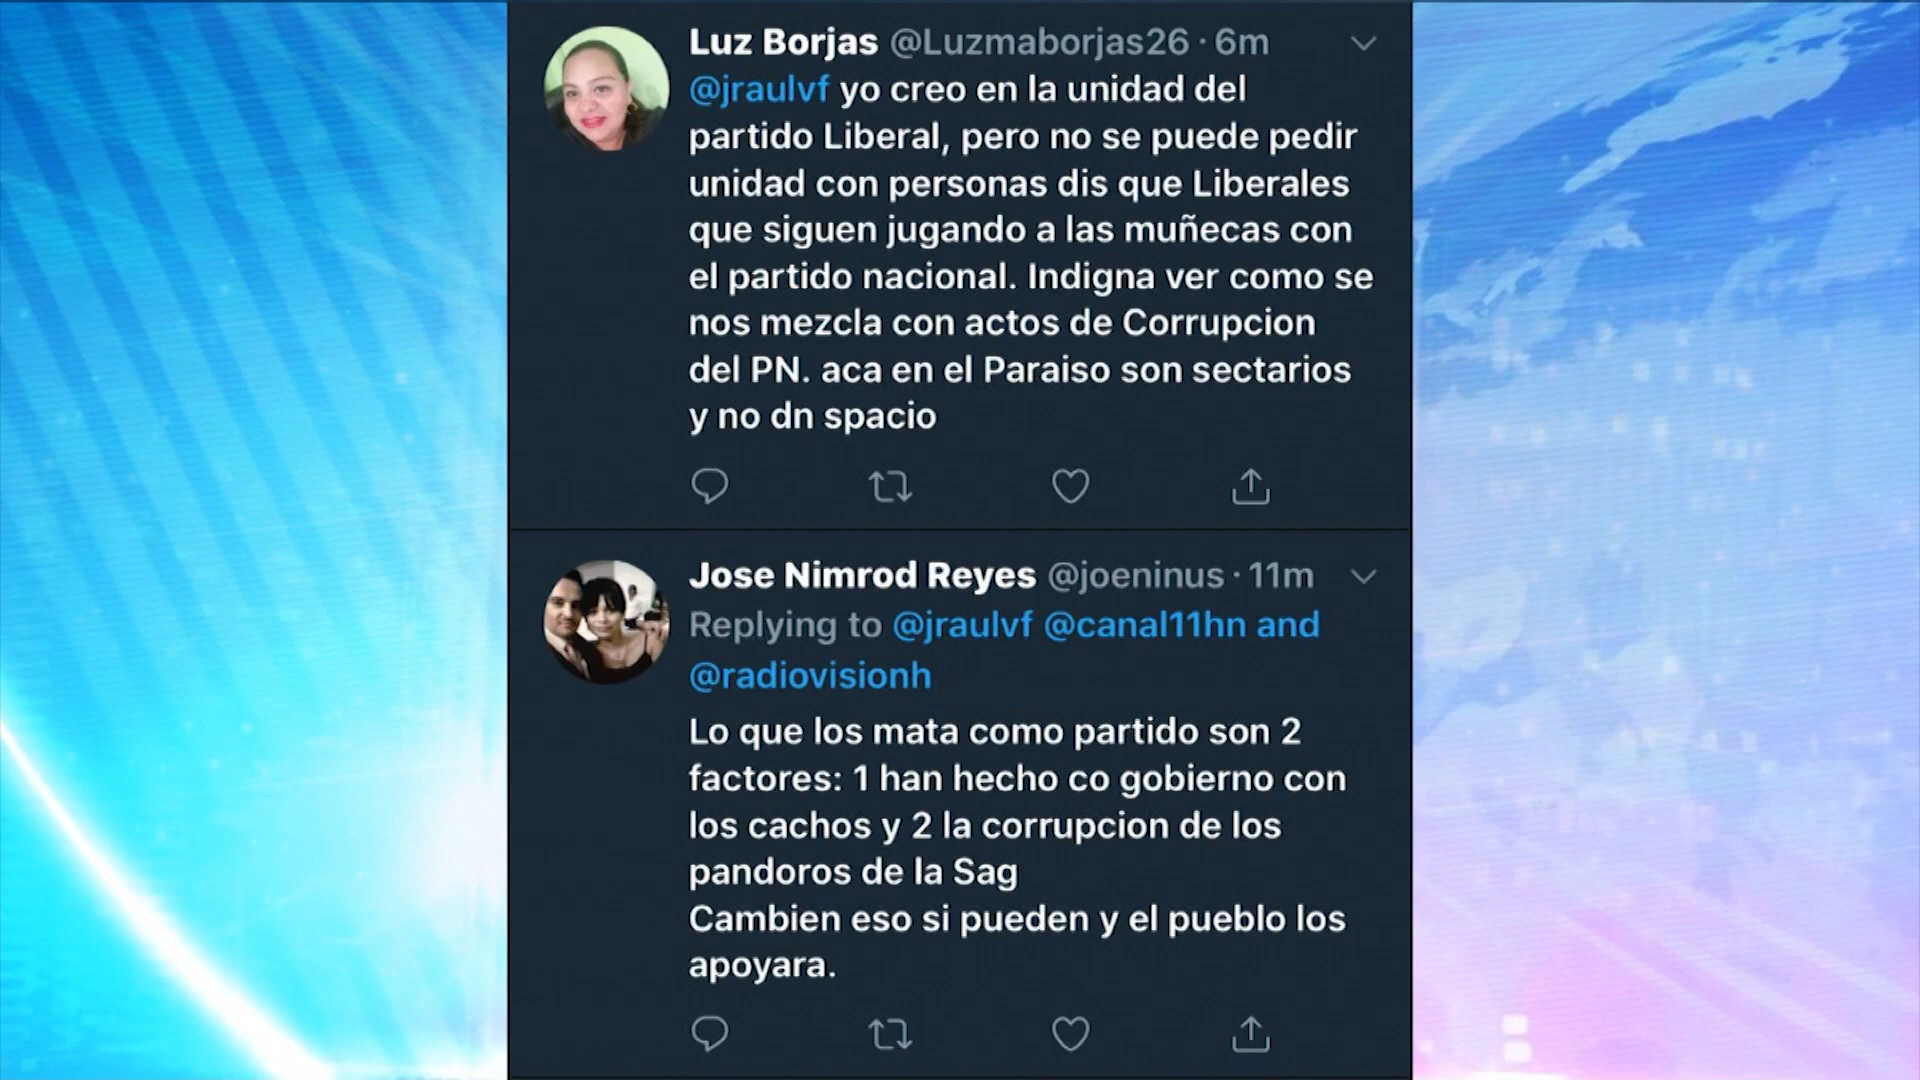 Luz Borjas @Luzmaborjas26 · 6m
@jraulvf yo creo en la unidad del
partido Liberal, pero no se puede pedir
unidad con personas dis que Liberales
que siguen jugando a las muñecas con
el partido nacional. Indigna ver como se
nos mezcla con actos de Corrupcion
del PN. aca en el Paraiso son sectarios
y no dn spacio
Jose Nimrod Reyes @joeninus · 11m
Replying to @jraulvf @canal11hn and
@radiovisionh
Lo que los mata como partido son 2
factores: 1 han hecho co gobierno con
los cachos y 2 la corrupcion de los
pandoros de la Sag
Cambien eso si pueden y el pueblo los
apoyara.